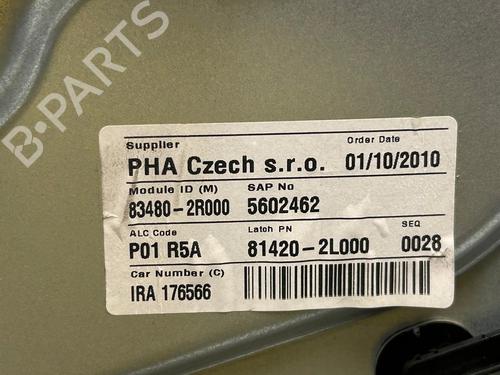 B-PARTS
Supplier
Order Date
PHA Czech s.r.o. 01/10/2010
Module ID (M) SAP No
83480-2R000 5602462
ALC Code Latch PN SEQ
P01 R5A 81420-2L000 0028
Car Number (C)
IRA 176566